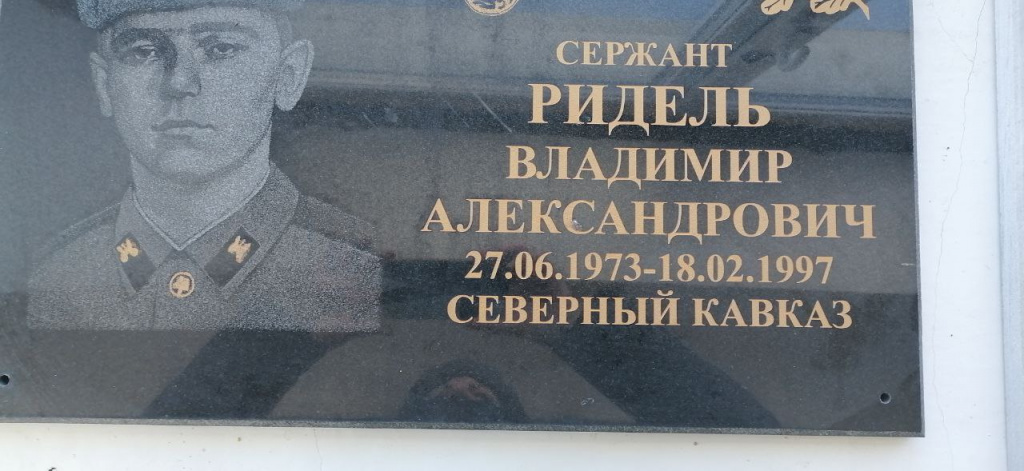 СЕРЖАНТ
РИДЕЛЬ
ВЛАДИМИР
АЛЕКСАНДРОВИЧ
27.06.1973-18.02.1997
СЕВЕРНЫЙ КАВКАЗ